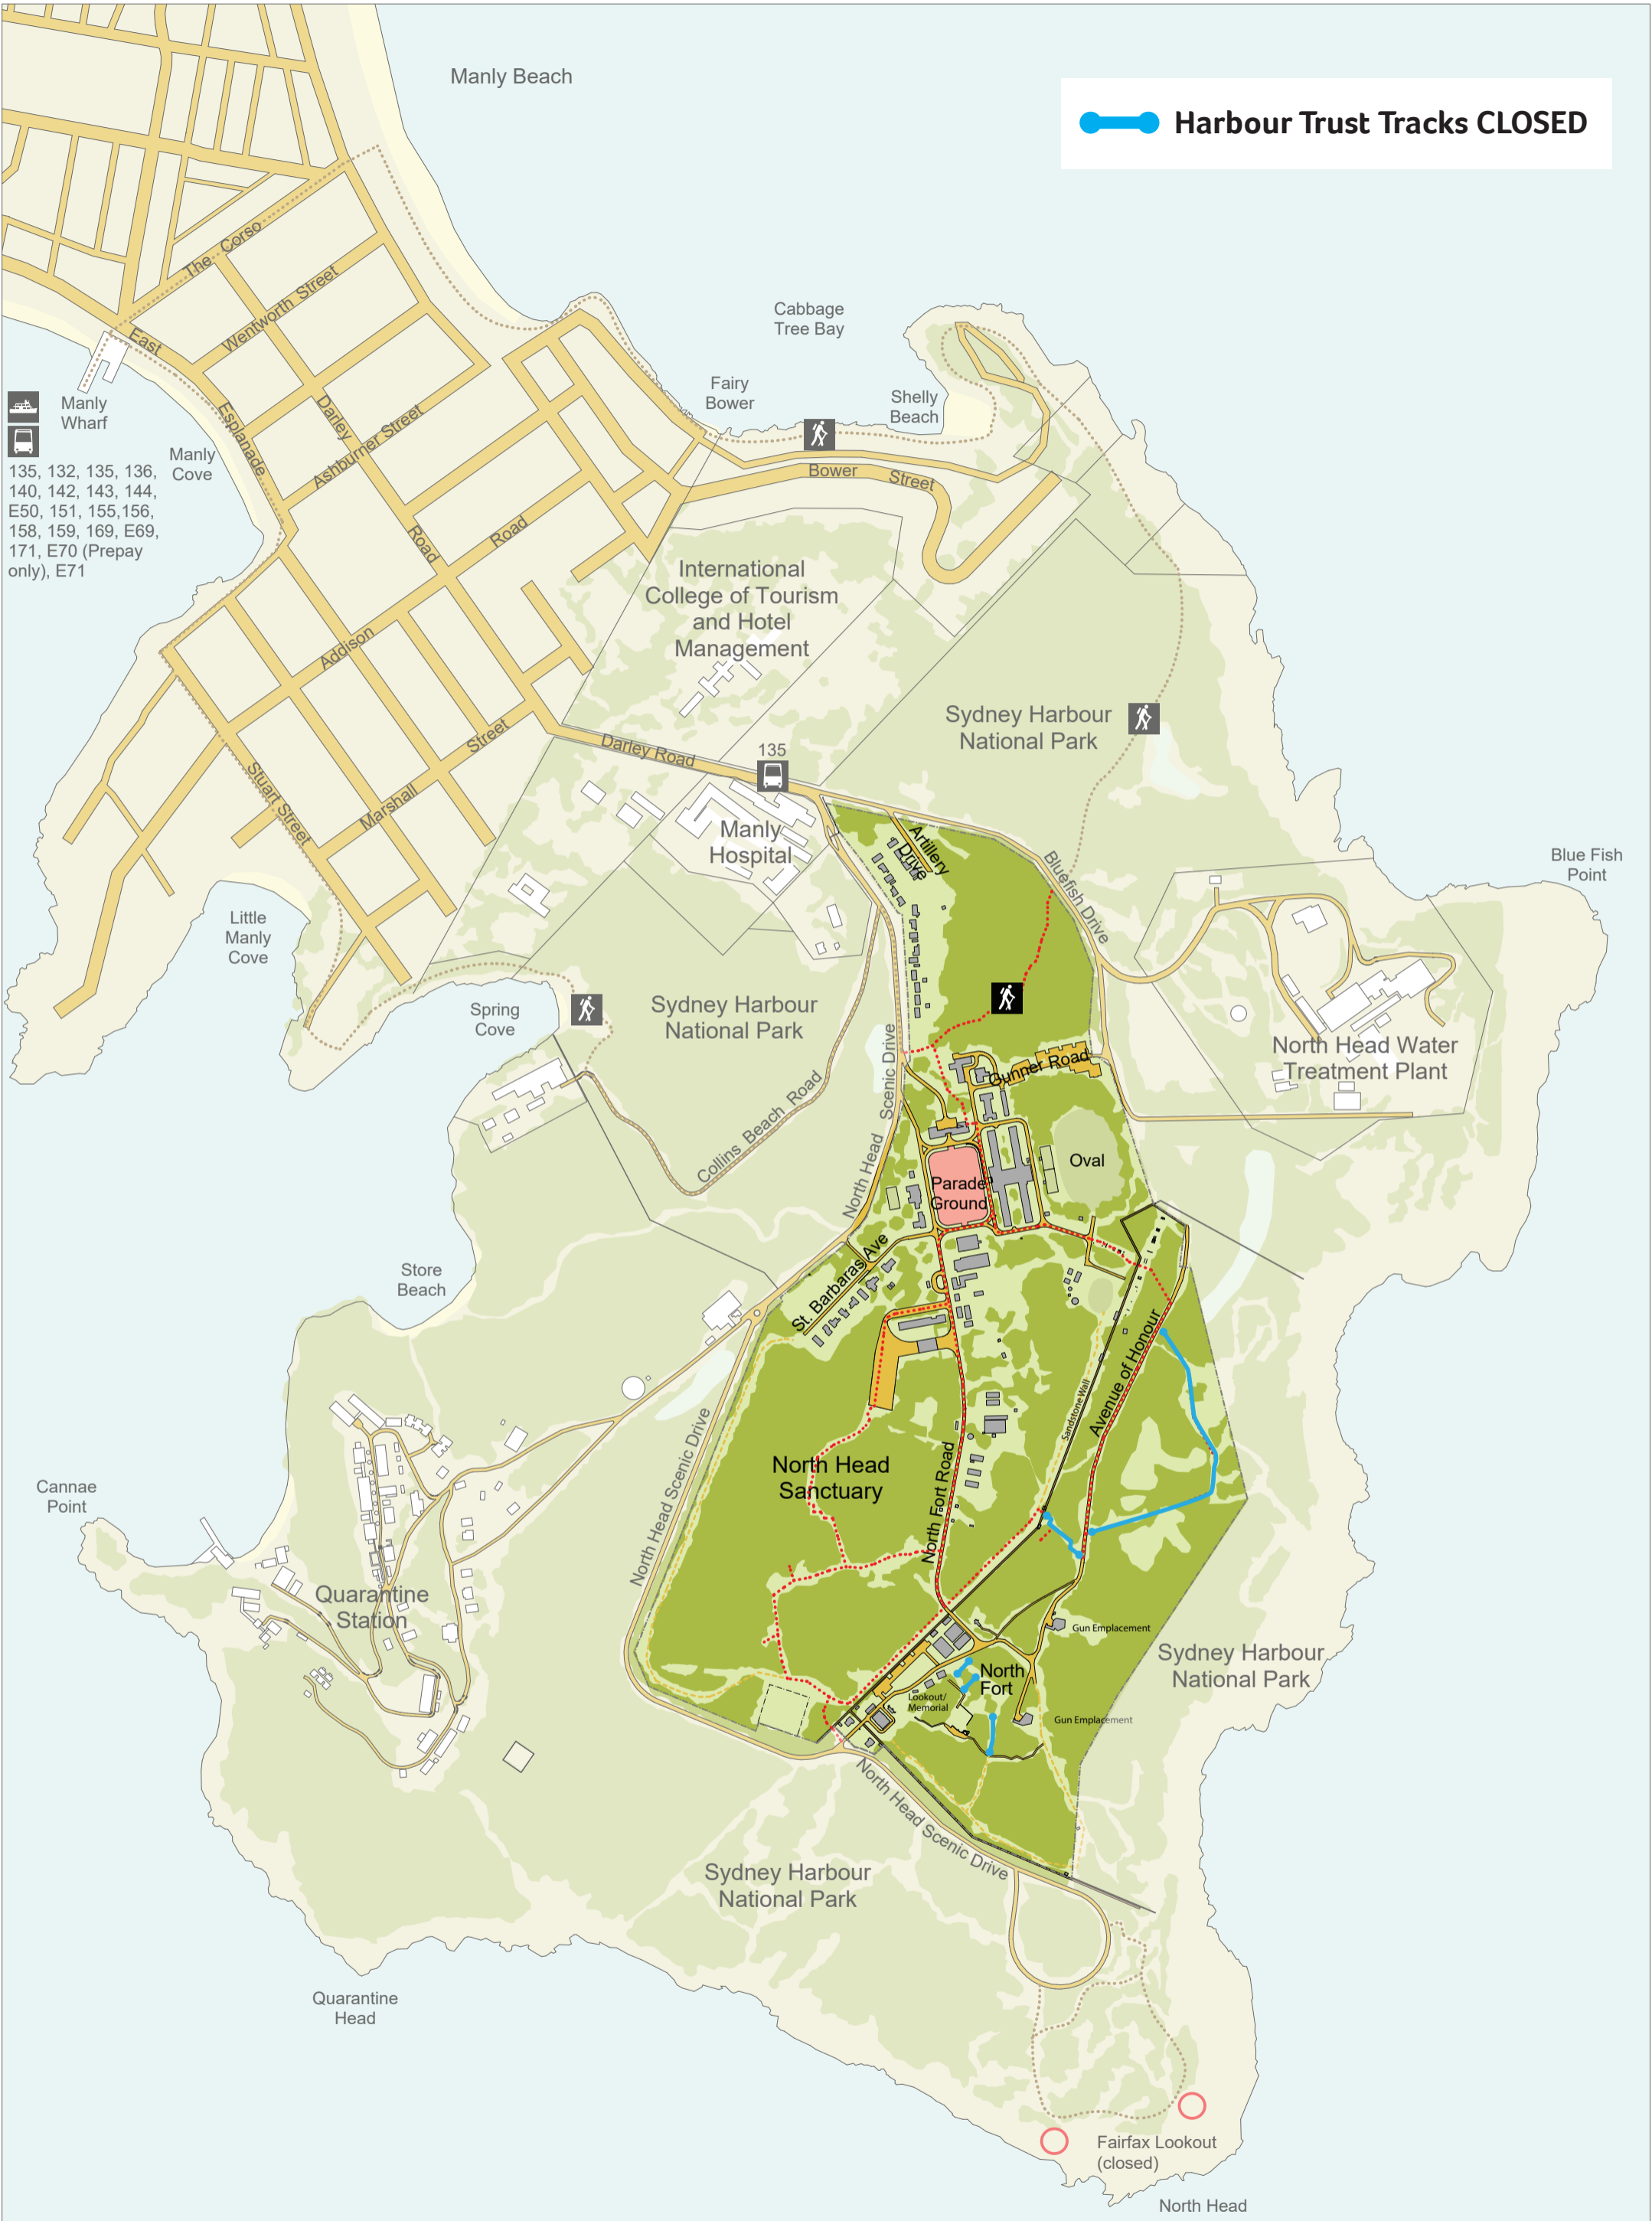 Manly Beach
Harbour Trust Tracks CLOSED
The Corso
Wentworth Street
East
Esplanade
Cabbage
Tree Bay
Fairy
Bower
Shelly
Beach
Manly
Wharf
Manly
Cove
135, 132, 135, 136,
140, 142, 143, 144,
E50, 151, 155,156,
158, 159, 169, E69,
171, E70 (Prepay
only), E71
Darley
Road
Ashburner Street
Bower
Street
Road
Addison
International
College of Tourism
and Hotel
Management
Sydney Harbour
National Park
Darley Road
135
Street
Marshall
Stuart Street
Manly
Hospital
Artillery
Drive
Bluefish Drive
Blue Fish
Point
Little
Manly
Cove
Spring
Cove
Sydney Harbour
National Park
Collins Beach Road
North Head Scenic Drive
Gunner Road
North Head Water
Treatment Plant
Oval
Parade
Ground
Store
Beach
St. Barbaras Ave
Avenue of Honour
Sandstone Wall
North Head Scenic Drive
North Head
Sanctuary
North Fort Road
Cannae
Point
Quarantine
Station
Gun Emplacement
Sydney Harbour
National Park
North
Fort
Lookout/
Memorial
Gun Emplacement
North Head Scenic Drive
Sydney Harbour
National Park
Quarantine
Head
Fairfax Lookout
(closed)
North Head